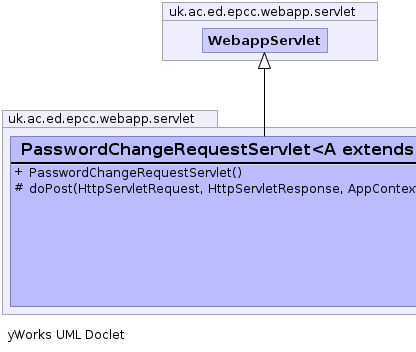 uk.ac.ed.epcc.webapp.servlet
WebappServlet
uk.ac.ed.epcc.webapp.servlet
PasswordChangeRequestServlet<A extends
+ PasswordChangeRequestServlet()
# doPost(HttpServletRequest, HttpServletResponse, AppContex
yWorks UML Doclet